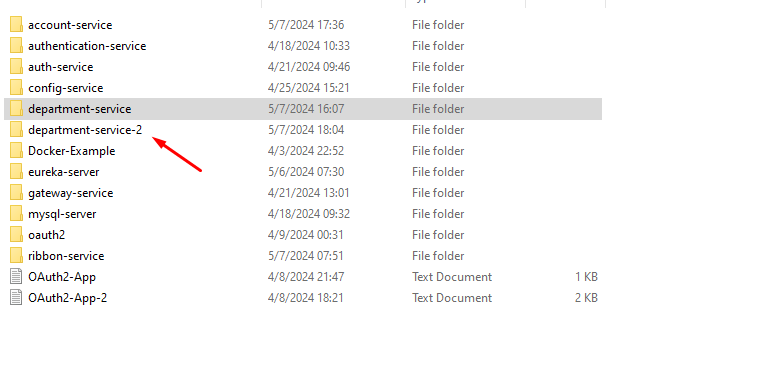 account-service 5/7/2024 17:36 File folder
authentication-service 4/18/2024 10:33 File folder
auth-service 4/21/2024 09:46 File folder
config-service 4/25/2024 15:21 File folder
department-service 5/7/2024 16:07 File folder
department-service-2 5/7/2024 18:04 File folder
Docker-Example 4/3/2024 22:52 File folder
eureka-server 5/6/2024 07:30 File folder
gateway-service 4/21/2024 13:01 File folder
mysql-server 4/18/2024 09:32 File folder
oauth2 4/9/2024 00:31 File folder
ribbon-service 5/7/2024 07:51 File folder
OAuth2-App 4/8/2024 21:47 Text Document 1 KB
OAuth2-App-2 4/8/2024 18:21 Text Document 2 KB